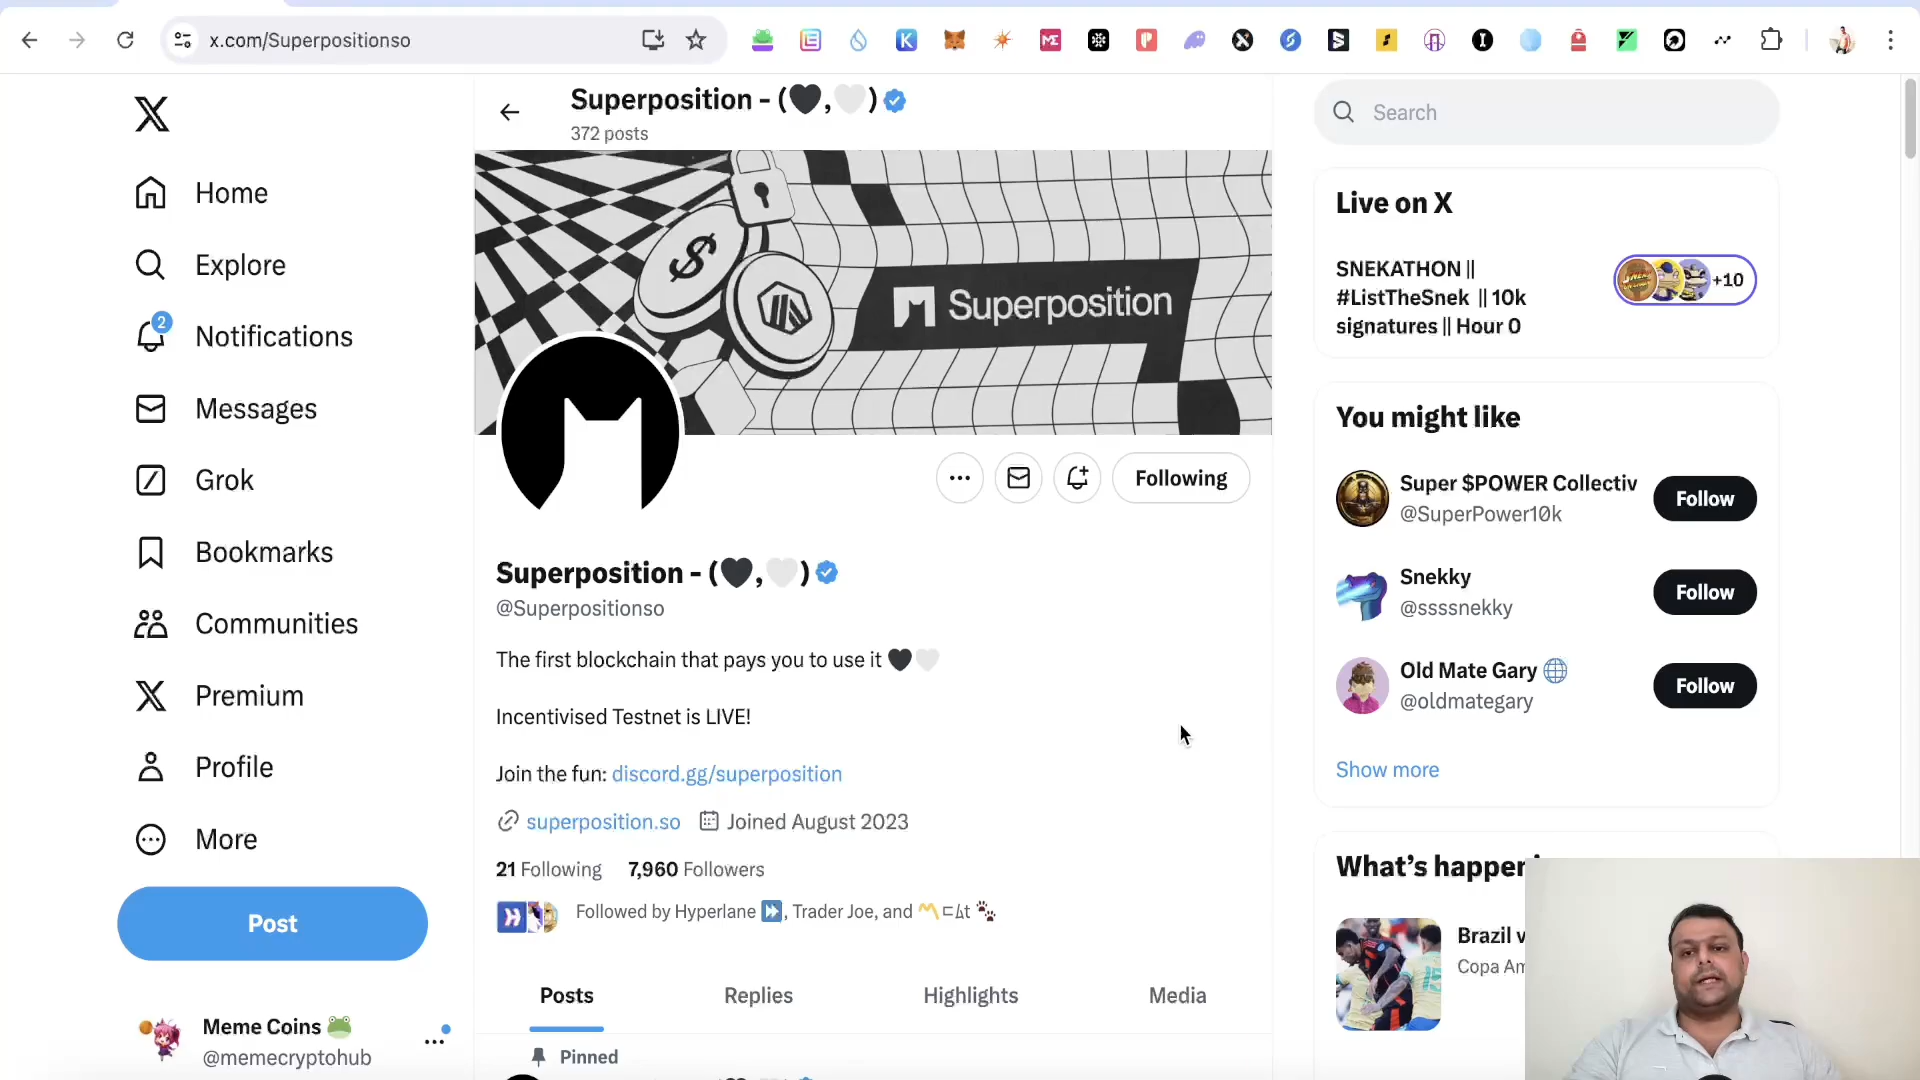 x.com/Superpositionso
Superposition - (🖤,🤍)
372 posts
Search
Home
Explore
2
Notifications
Messages
Grok
Bookmarks
Communities
Premium
Profile
More
Post
Meme Coins 🐸
@memecryptohub
Superposition
Following
Superposition - (🖤,🤍)
@Superpositionso
The first blockchain that pays you to use it 🖤🤍
Incentivised Testnet is LIVE!
Join the fun: discord.gg/superposition
superposition.so Joined August 2023
21 Following 7,960 Followers
Followed by Hyperlane ⏩, Trader Joe, and
Posts
Replies
Highlights
Media
Pinned
Live on X
SNEKATHON ||
#ListTheSnek || 10k
signatures || Hour 0
+10
You might like
Super $POWER Collectiv
@SuperPower10k
Follow
Snekky
@ssssnekky
Follow
Old Mate Gary 🌐
@oldmategary
Follow
Show more
What's happeni
Brazil v
Copa Am